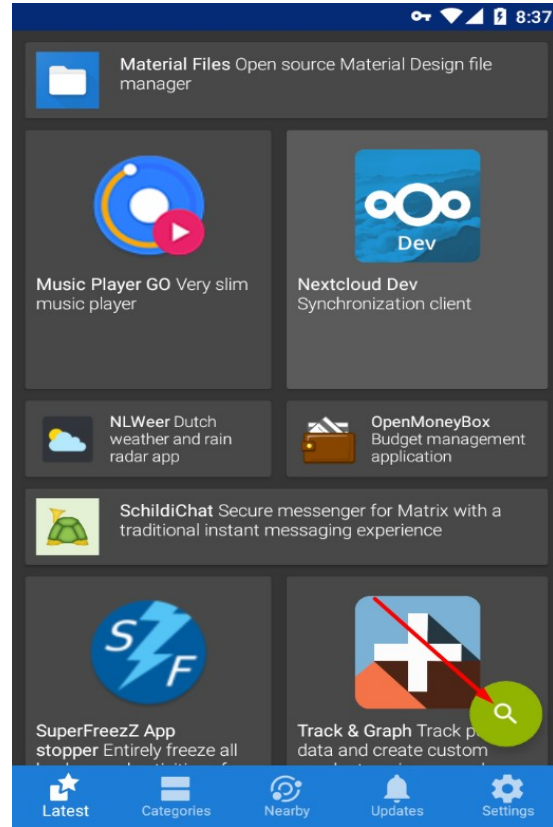 8:37
Material Files Open source Material Design file
manager
Dev
Music Player GO Very slim
music player
Nextcloud Dev
Synchronization client
NLWeer Dutch
weather and rain
radar app
OpenMoneyBox
Budget management
application
SchildiChat Secure messenger for Matrix with a
traditional instant messaging experience
S
F
SuperFreezZ App
stopper Entirely freeze all
Track & Graph Track
data and create custom
Latest
Categories
Nearby
Updates
Settings